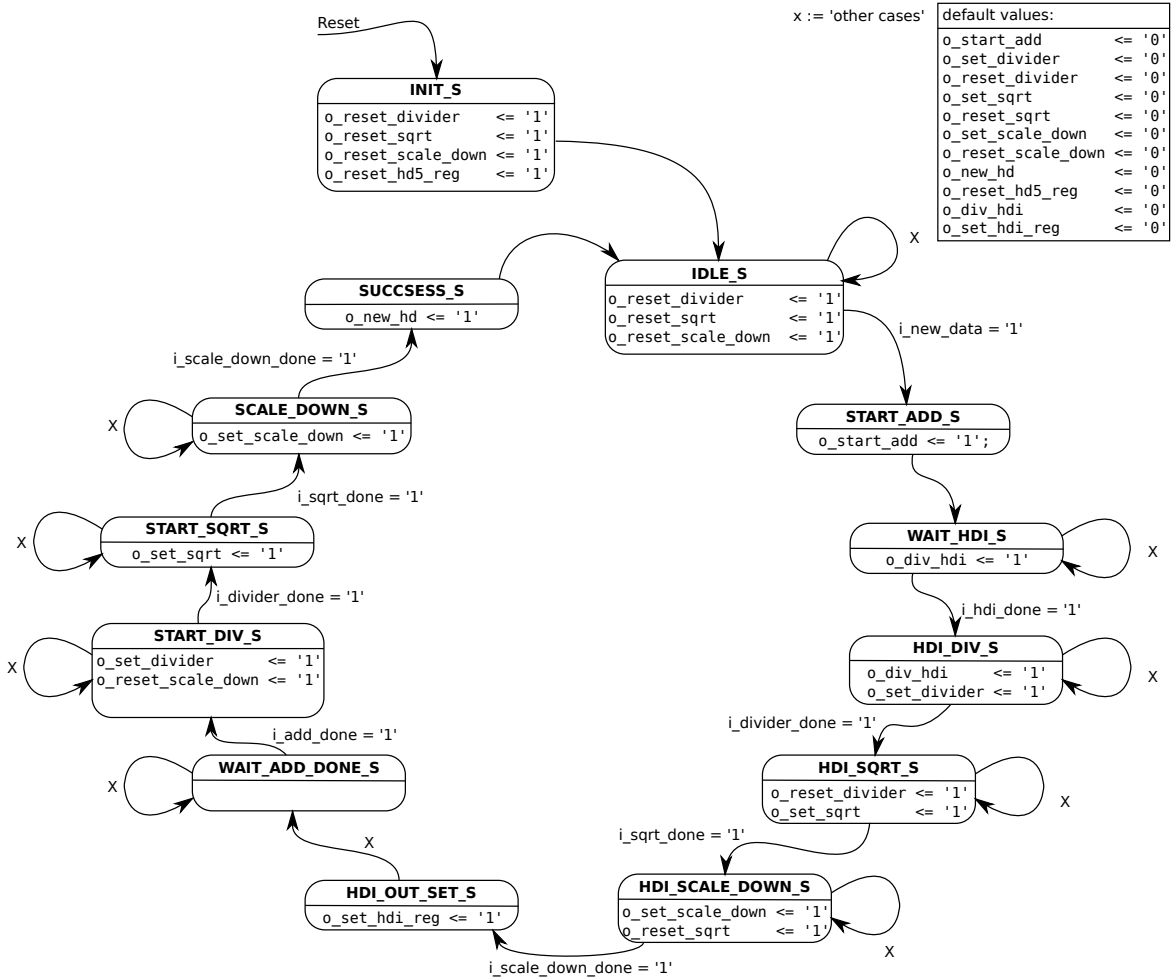 Reset
x := 'other cases'
default values:
o_start_add <= '0'
o_set_divider <= '0'
o_reset_divider <= '0'
o_set_sqrt <= '0'
o_reset_sqrt <= '0'
o_set_scale_down <= '0'
o_reset_scale_down <= '0'
o_new_hd <= '0'
o_reset_hd5_reg <= '0'
o_div_hdi <= '0'
o_set_hdi_reg <= '0'
INIT_S
o_reset_divider <= '1'
o_reset_sqrt <= '1'
o_reset_scale_down <= '1'
o_reset_hd5_reg <= '1'
X
IDLE_S
o_reset_divider <= '1'
o_reset_sqrt <= '1'
o_reset_scale_down <= '1'
i_new_data = '1'
START_ADD_S
o_start_add <= '1';
WAIT_HDI_S
o_div_hdi <= '1'
X
i_hdi_done = '1'
HDI_DIV_S
o_div_hdi <= '1'
o_set_divider <= '1'
X
i_divider_done = '1'
HDI_SQRT_S
o_reset_divider <= '1'
o_set_sqrt <= '1'
X
i_sqrt_done = '1'
HDI_SCALE_DOWN_S
o_set_scale_down <= '1'
o_reset_sqrt <= '1'
X
i_scale_down_done = '1'
HDI_OUT_SET_S
o_set_hdi_reg <= '1'
X
WAIT_ADD_DONE_S
X
i_add_done = '1'
START_DIV_S
o_set_divider <= '1'
o_reset_scale_down <= '1'
X
i_divider_done = '1'
START_SQRT_S
o_set_sqrt <= '1'
X
i_sqrt_done = '1'
SCALE_DOWN_S
o_set_scale_down <= '1'
X
i_scale_down_done = '1'
SUCCSESS_S
o_new_hd <= '1'